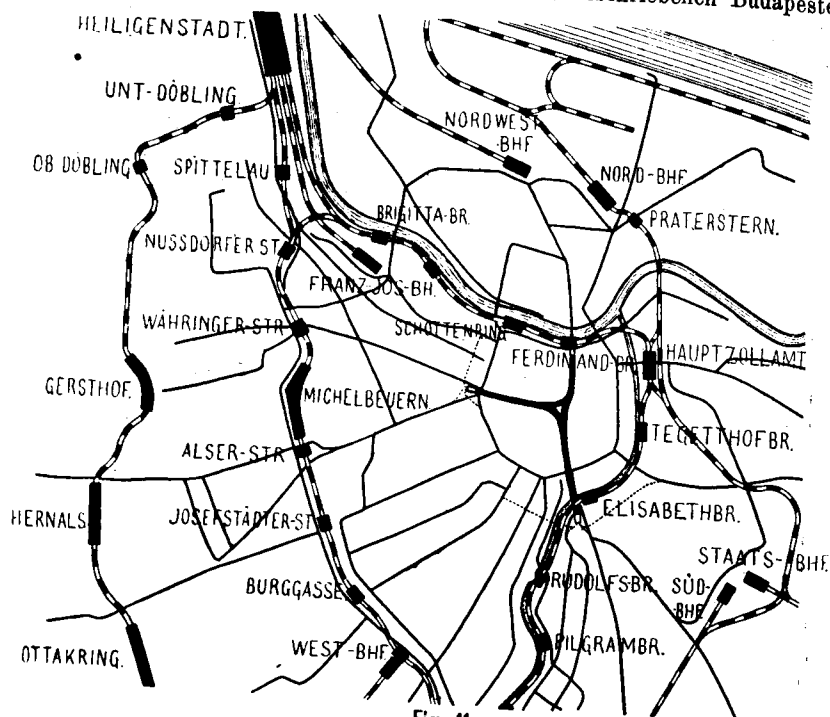 Budapeste
HEILIGENSTADT.
UNT-DÖBLING
OB DÖBLING
SPITTELAU
NORDWEST
BHF.
NORD-BHF.
PRATERSTERN.
BRIGITTA-BR.
NUSSDORFER ST.
FRANZ-JOS-BH.
WÄHRINGER-STR
SCHOTTENRING
FERDINAND-BR.
HAUPTZOLLAMT
GERSTHOF.
MICHELBEUERN
TEGETTHOFBR.
ALSER-STR
HERNALS
JOSEFSTÄDTER-ST
ELISABETHBR.
STAATS-BHF.
BURGGASSE
RUDOLFSBR.
SÜD-
BHF
OTTAKRING.
WEST-BHF.
PILGRAMBR.